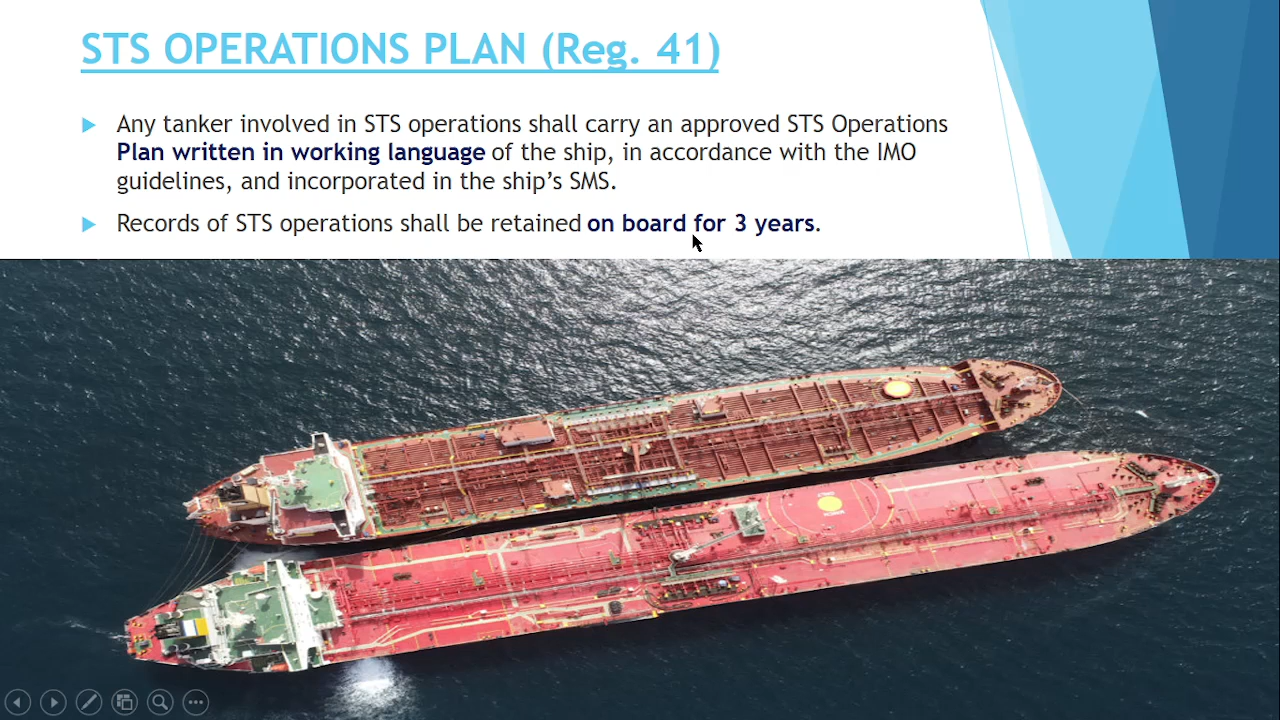 STS OPERATIONS PLAN (Reg. 41)
Any tanker involved in STS operations shall carry an approved STS Operations
Plan written in working language of the ship, in accordance with the IMO
guidelines, and incorporated in the ship’s SMS.
Records of STS operations shall be retained on board for 3 years.